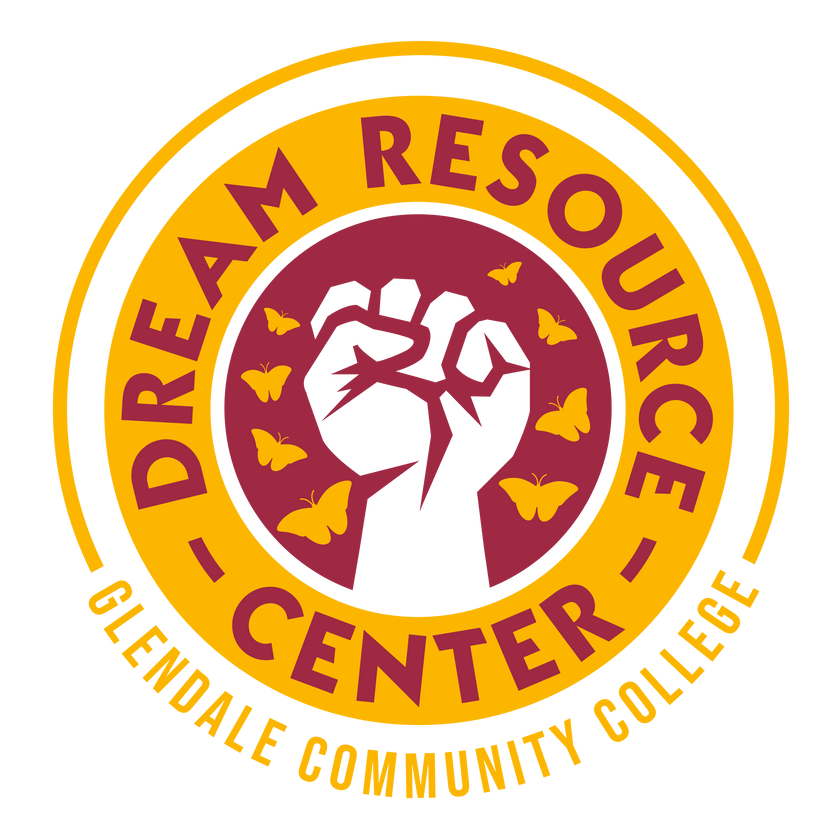 DREAM RESOURCE
- CENTER -
GLENDALE COMMUNITY COLLEGE